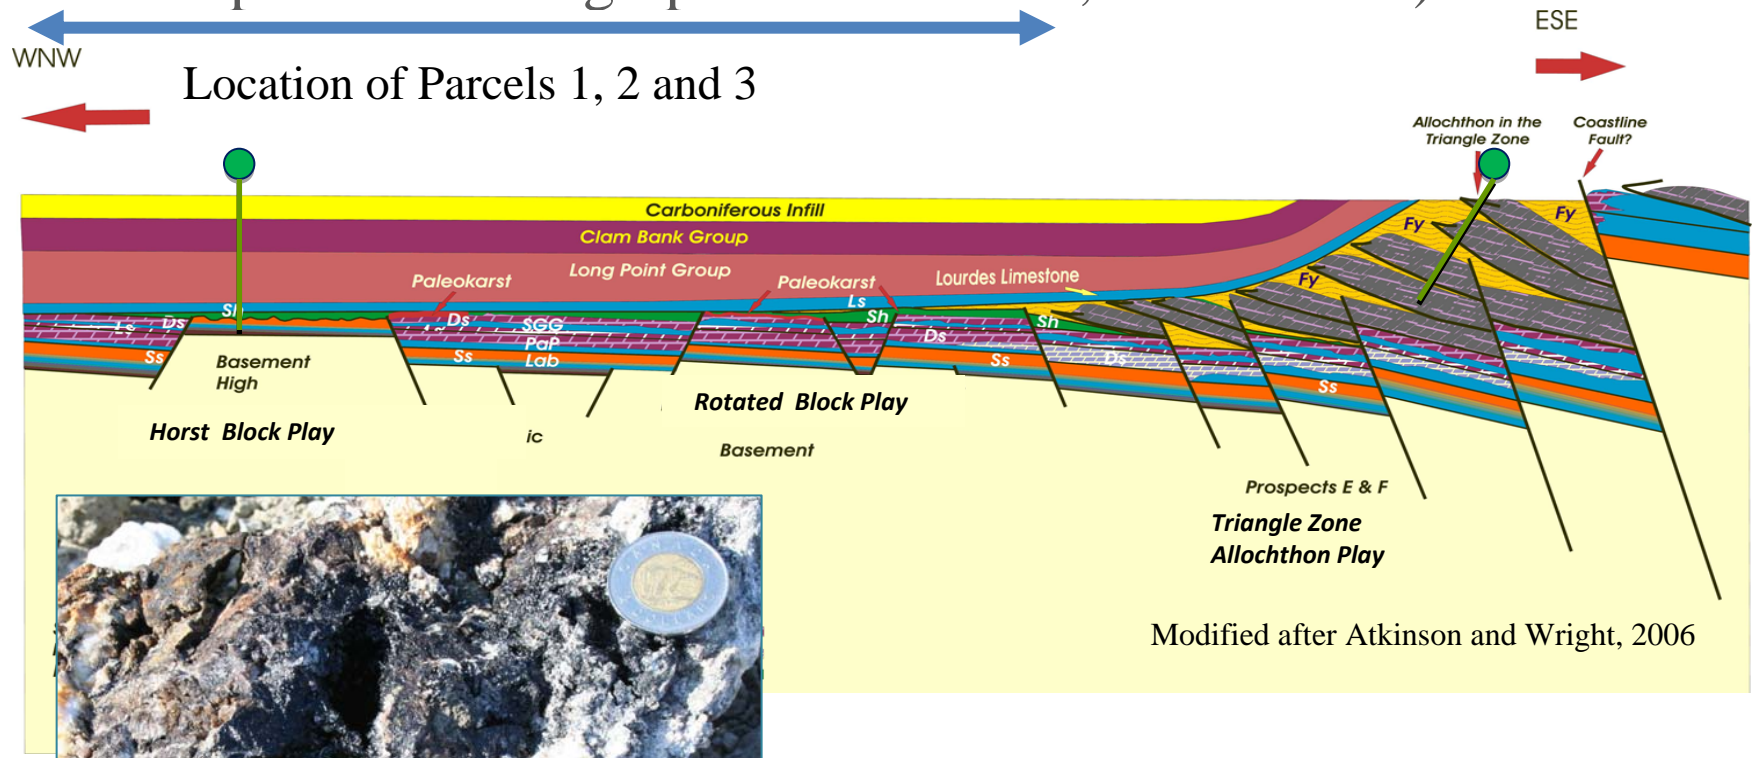 WNW
ESE
Location of Parcels 1, 2 and 3
Allochthon in the
Triangle Zone
Coastline
Fault?
Carboniferous Infill
Clam Bank Group
Long Point Group
Paleokarst
Paleokarst
Lourdes Limestone
Fy
Fy
Fy
Ls
Sh
Sh
Sh
Ls
Ds
Ds
SGG
Ds
Ds
PaP
Ss
Ss
Lab
Ss
Ss
Basement
High
Horst Block Play
Rotated Block Play
ic
Basement
Prospects E & F
Triangle Zone
Allochthon Play
Modified after Atkinson and Wright, 2006